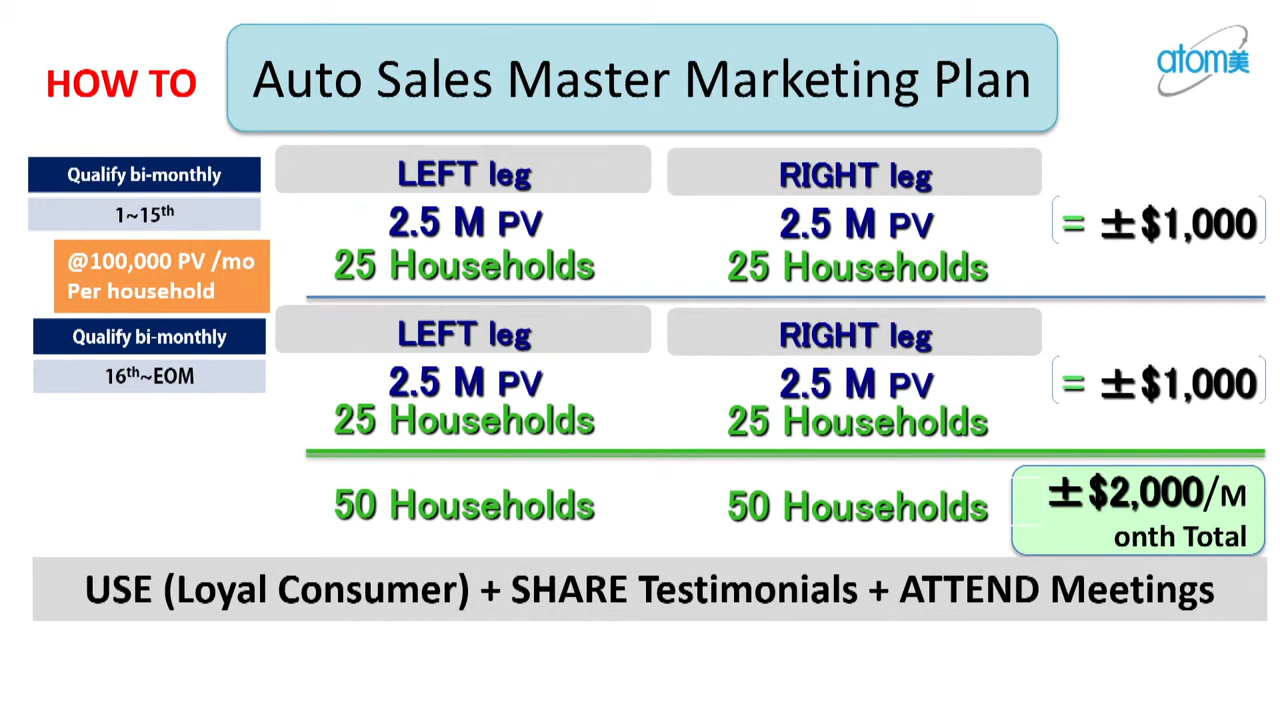 HOW TO
Auto Sales Master Marketing Plan
atom美
Qualify bi-monthly
1~15th
@100,000 PV /mo
Per household
LEFT leg
2.5 M PV
25 Households
RIGHT leg
2.5 M PV
25 Households
= ±$1,000
Qualify bi-monthly
16th~EOM
LEFT leg
2.5 M PV
25 Households
RIGHT leg
2.5 M PV
25 Households
= ±$1,000
50 Households
50 Households
±$2,000/M
onth Total
USE (Loyal Consumer) + SHARE Testimonials + ATTEND Meetings